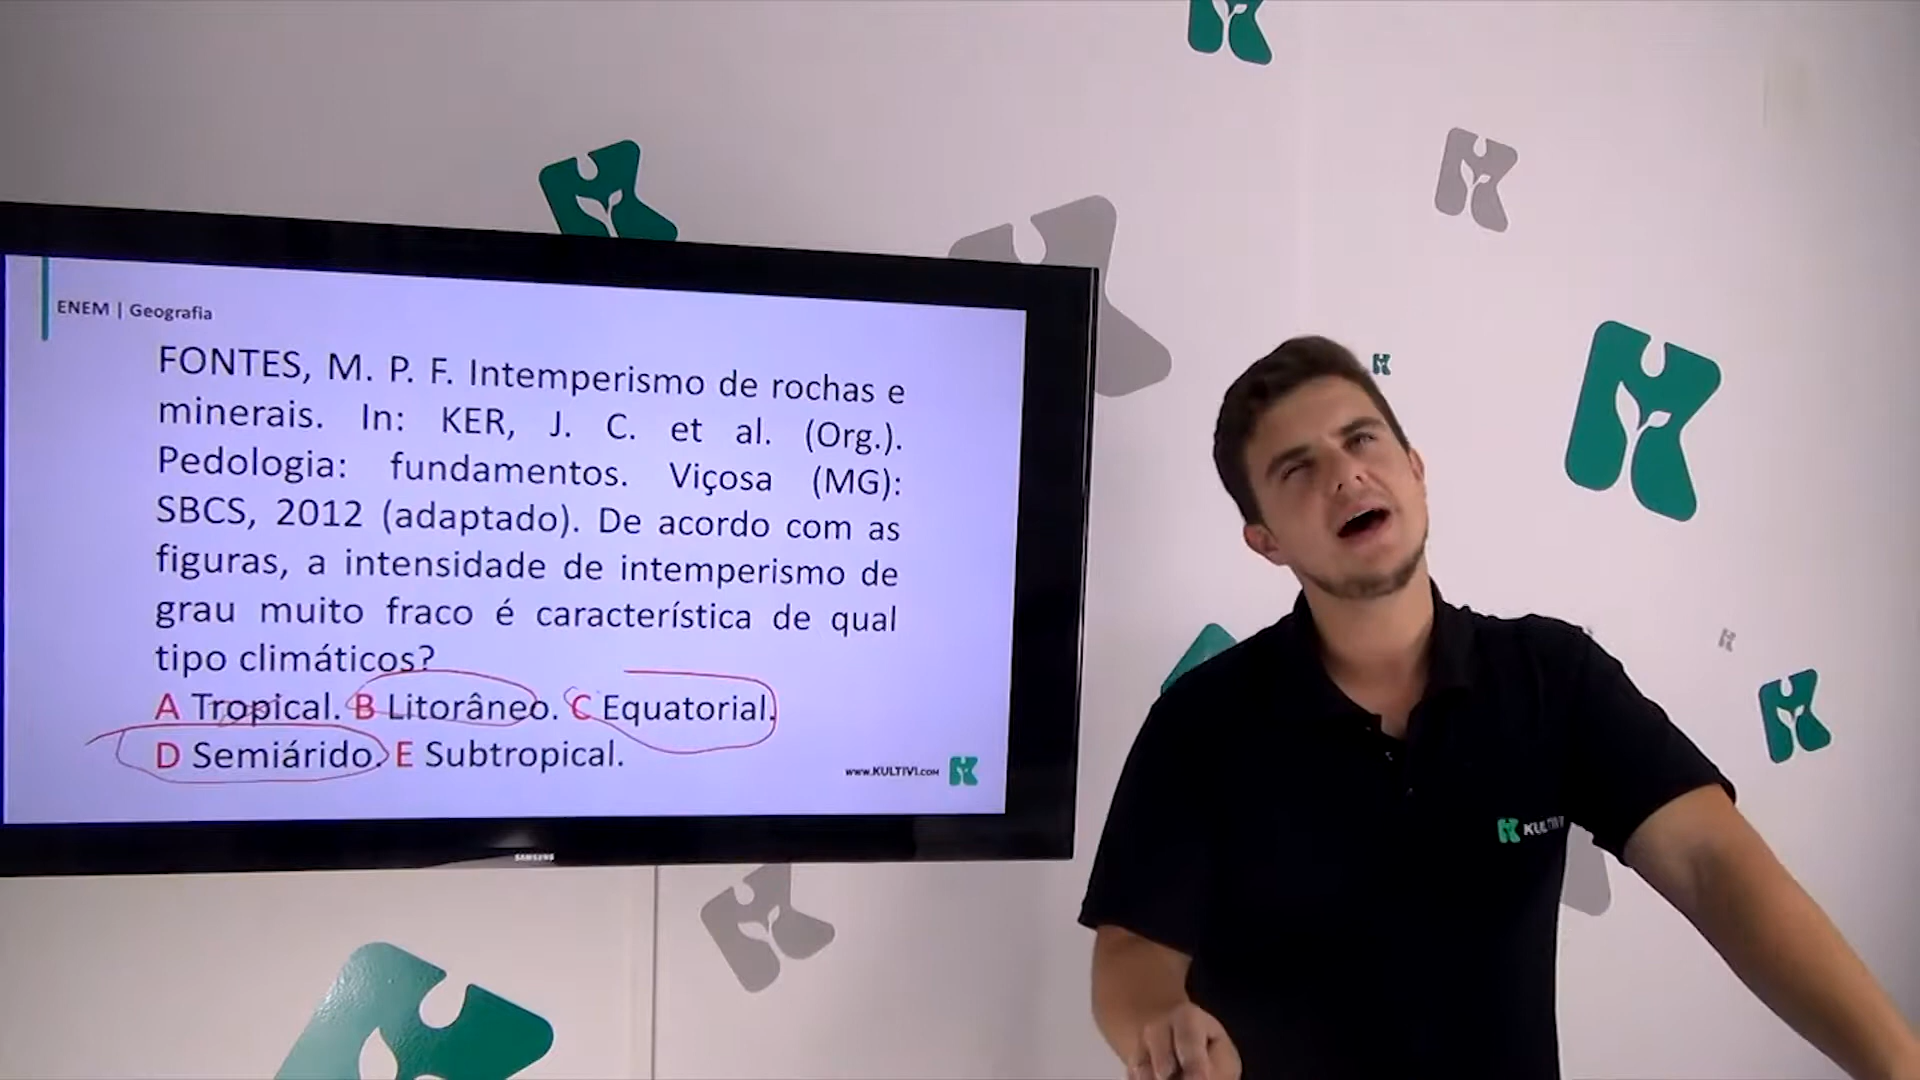 ENEM | Geografia
FONTES, M. P. F. Intemperismo de rochas e
minerais. In: KER, J. C. et al. (Org.).
Pedologia: fundamentos. Viçosa (MG):
SBCS, 2012 (adaptado). De acordo com as
figuras, a intensidade de intemperismo de
grau muito fraco é característica de qual
tipo climáticos?
A Tropical. B Litorâneo. C Equatorial.
D Semiárido. E Subtropical.
www.KULTIVI.COM
SAMSUNG
KULTIVI